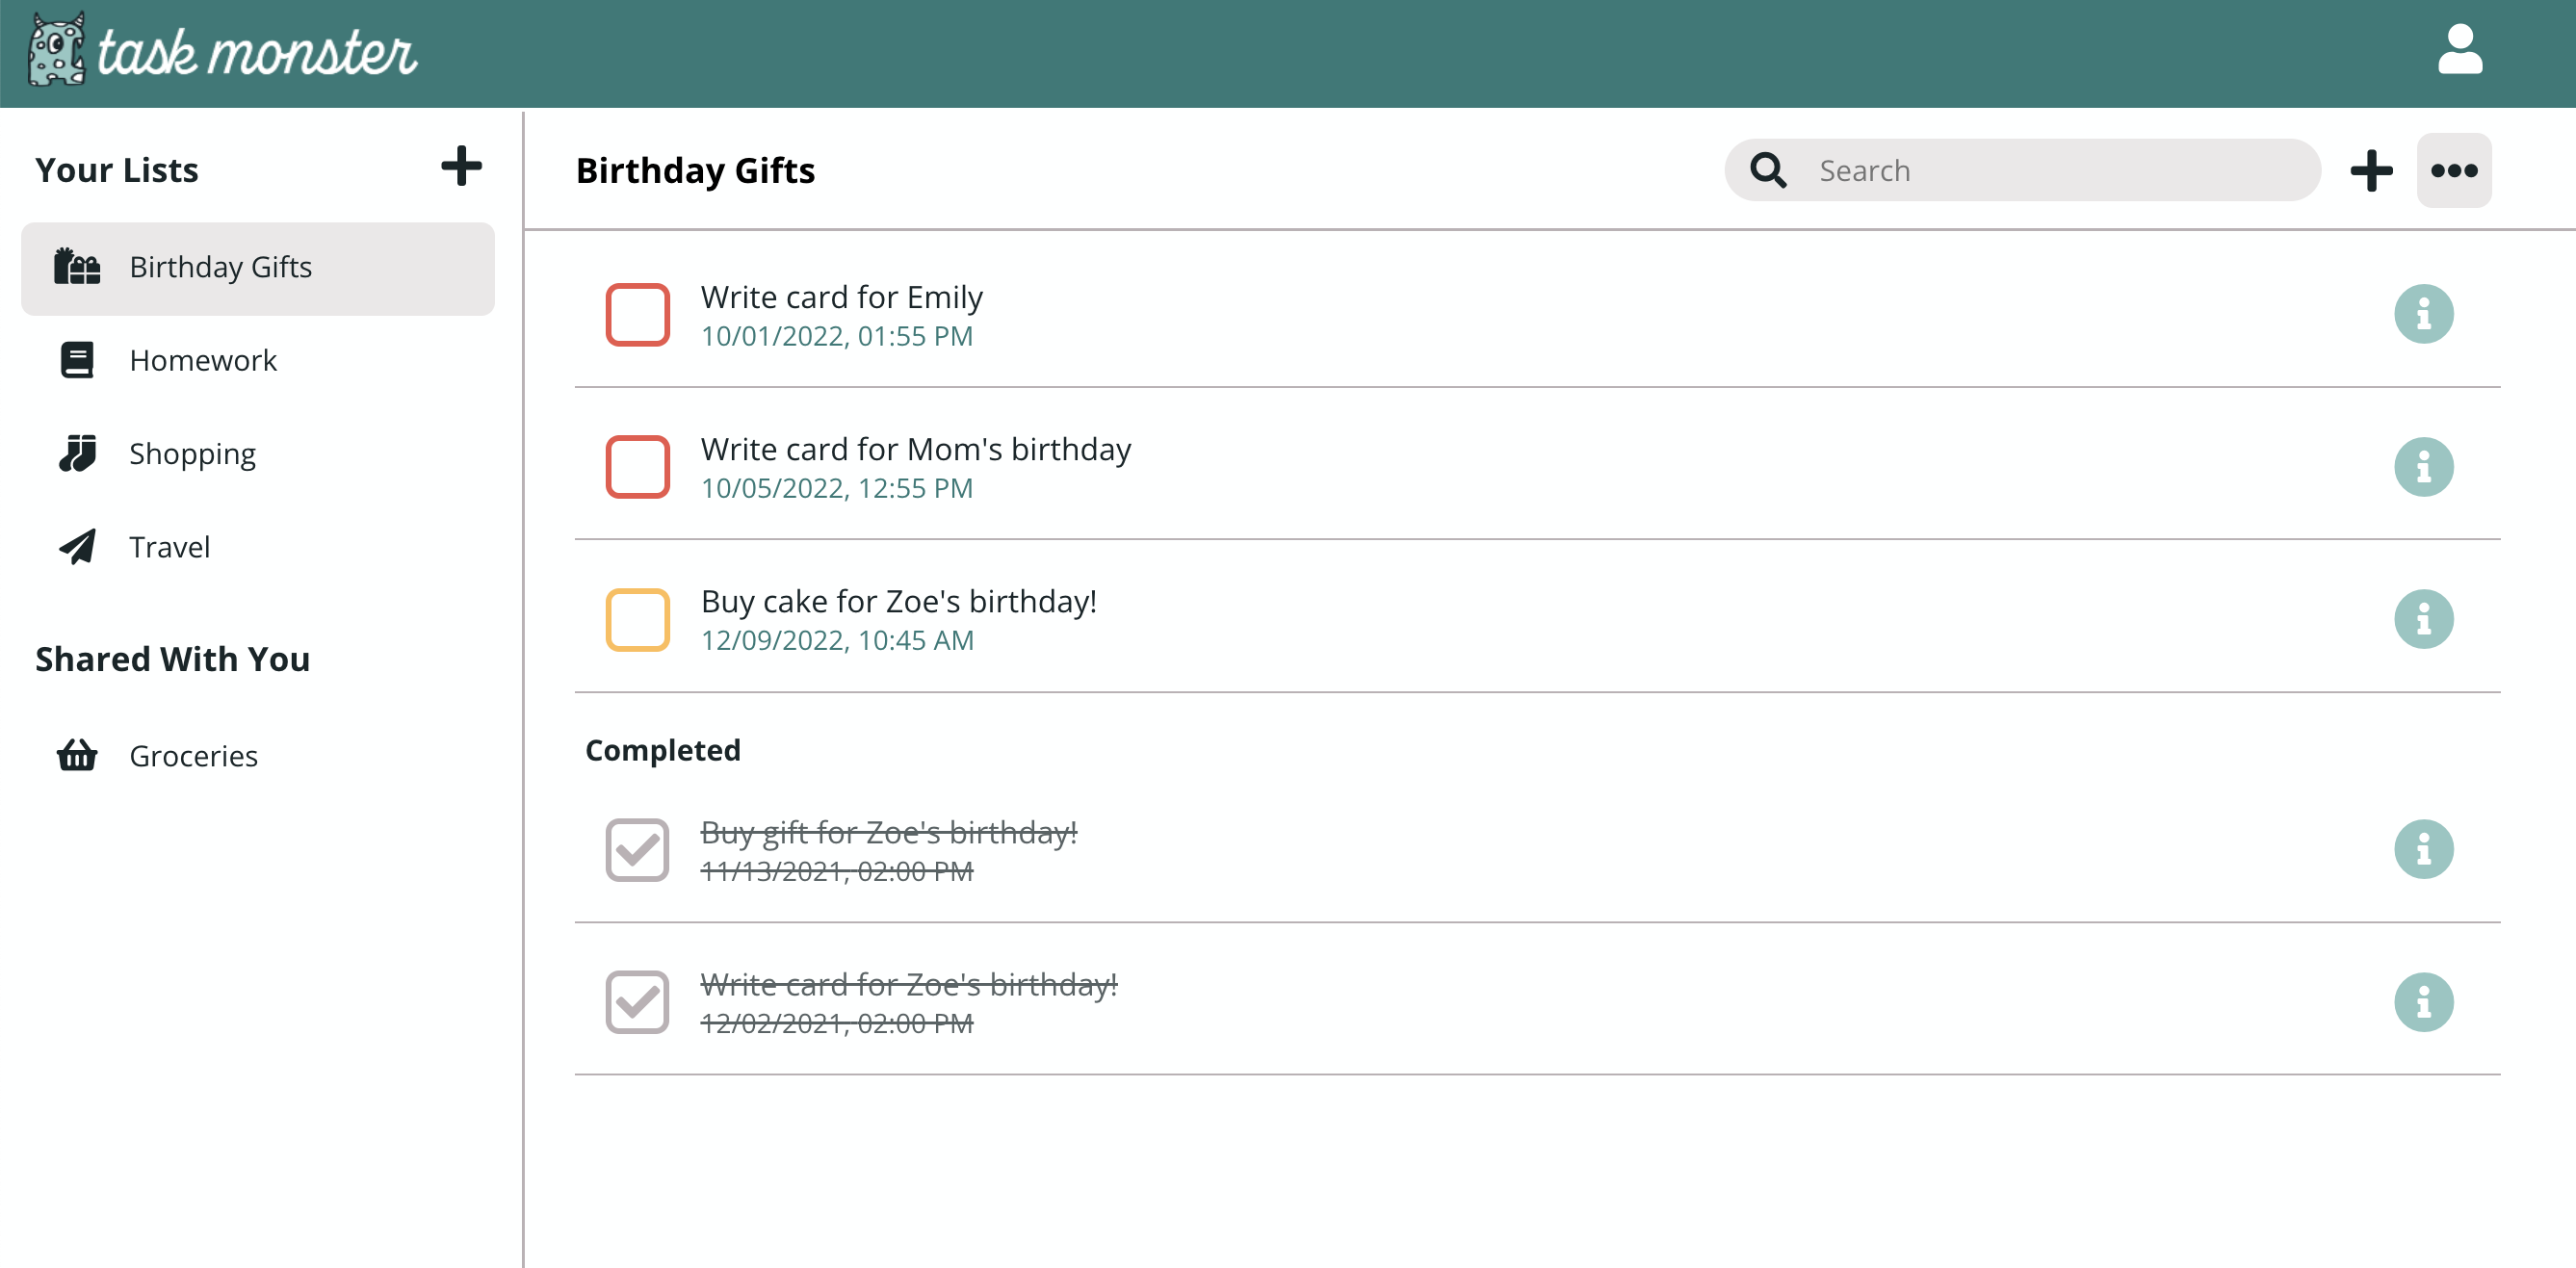 task monster
Your Lists
Birthday Gifts
Homework
Shopping
Travel
Shared With You
Groceries
Birthday Gifts
Search
Write card for Emily
10/01/2022, 01:55 PM
Write card for Mom's birthday
10/05/2022, 12:55 PM
Buy cake for Zoe's birthday!
12/09/2022, 10:45 AM
Completed
Buy gift for Zoe's birthday!
11/13/2021, 02:00 PM
Write card for Zoe's birthday!
12/02/2021, 02:00 PM